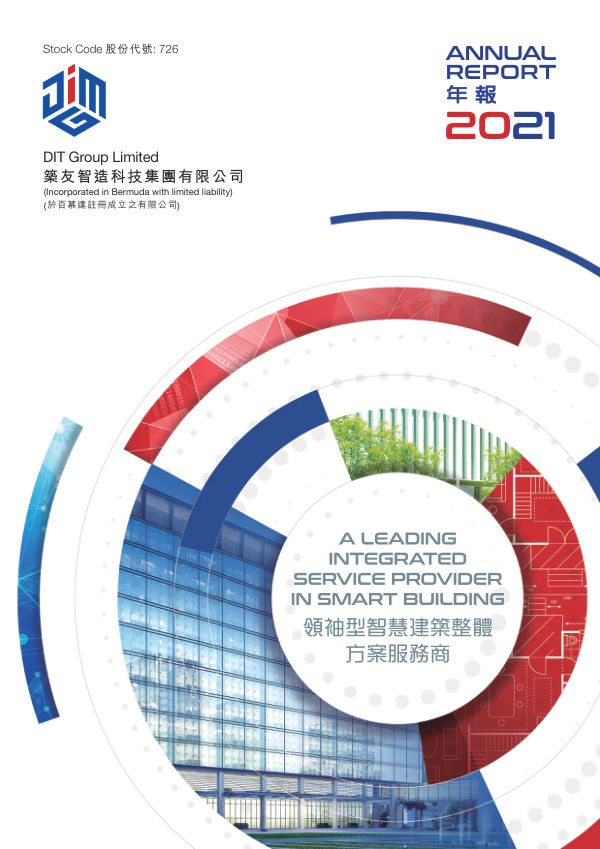 Stock Code 股份代號: 726
DIT Group Limited
築友智造科技集團有限公司
(Incorporated in Bermuda with limited liability)
(於百慕達註冊成立之有限公司)
ANNUAL
REPORT
年報
2021
A LEADING
INTEGRATED
SERVICE PROVIDER
IN SMART BUILDING
領袖型智慧建築整體
方案服務商